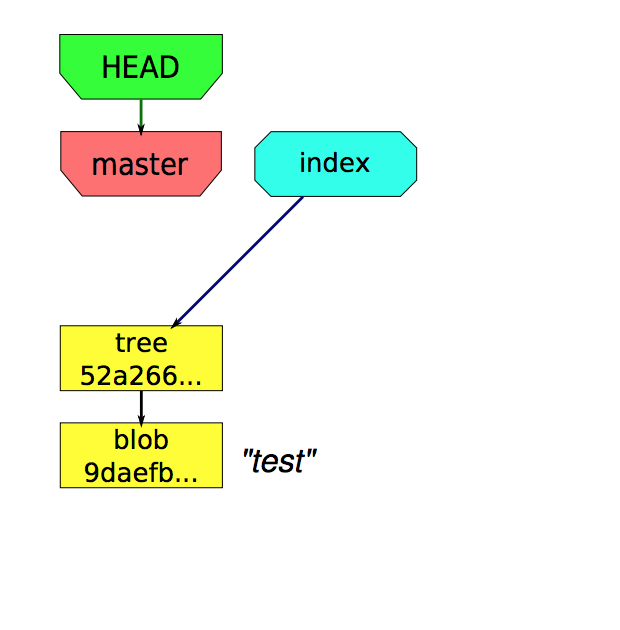 HEAD
master
index
tree
52a266...
blob
9daefb...
"test"